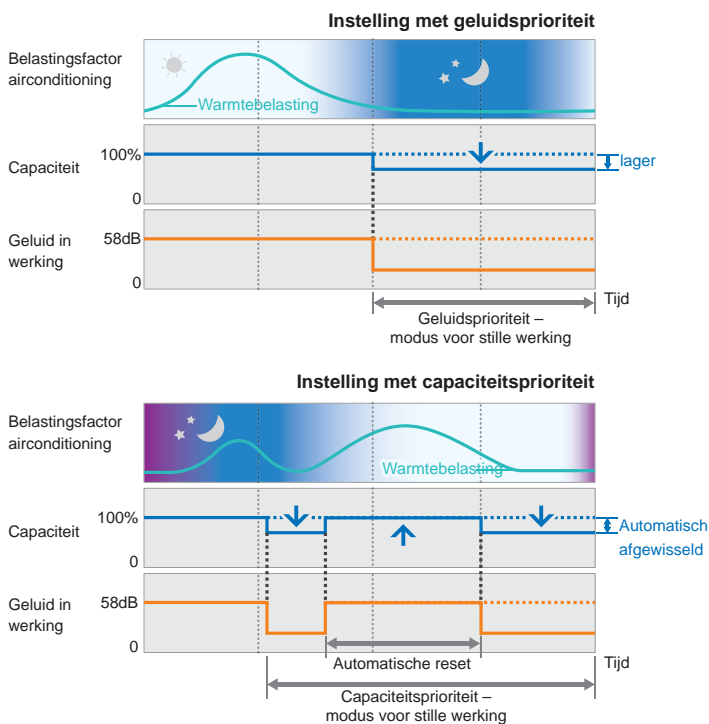 Instelling met geluidsprioriteit
Belastingsfactor
airconditioning
Warmtebelasting
Capaciteit
100%
0
lager
Geluid in
werking
58dB
0
Tijd
Geluidsprioriteit –
modus voor stille werking
Instelling met capaciteitsprioriteit
Belastingsfactor
airconditioning
Warmtebelasting
Capaciteit
100%
0
Automatisch
afgewisseld
Geluid in
werking
58dB
0
Automatische reset
Tijd
Capaciteitsprioriteit –
modus voor stille werking